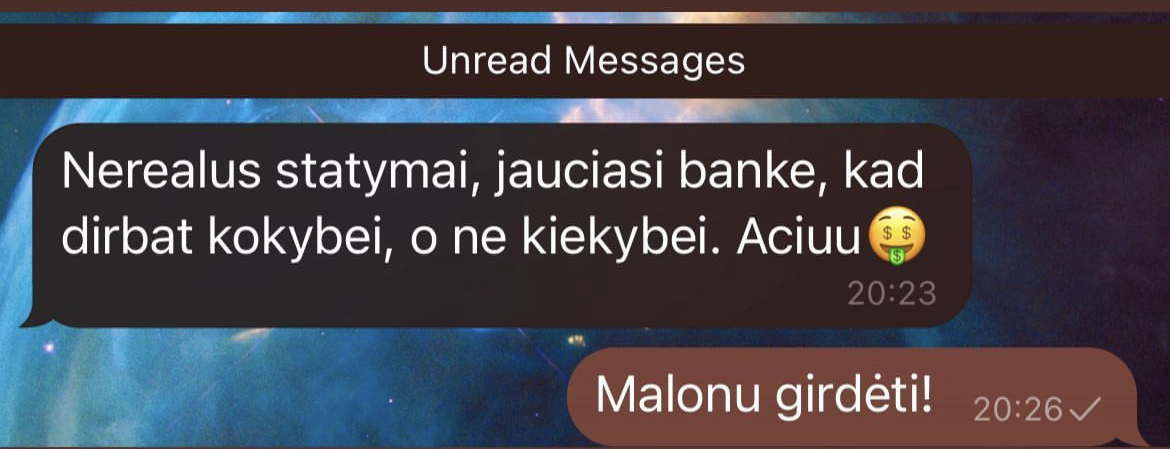 Unread Messages
Nerealus statymai, jauciasi banke, kad
dirbat kokybei, o ne kiekybei. Aciuu🤑
20:23
Malonu girdėti! 20:26